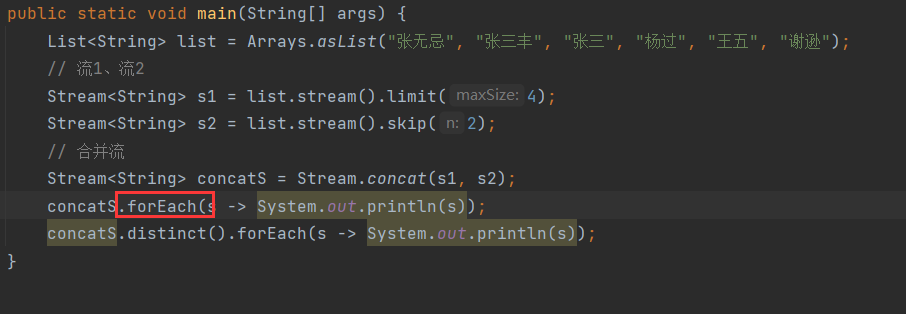 public static void main(String[] args) {
    List<String> list = Arrays.asList("张无忌", "张三丰", "张三", "杨过", "王五", "谢逊");
    // 流1、流2
    Stream<String> s1 = list.stream().limit( maxSize: 4);
    Stream<String> s2 = list.stream().skip( n: 2);
    // 合并流
    Stream<String> concatS = Stream.concat(s1, s2);
    concatS.forEach(s -> System.out.println(s));
    concatS.distinct().forEach(s -> System.out.println(s));
}